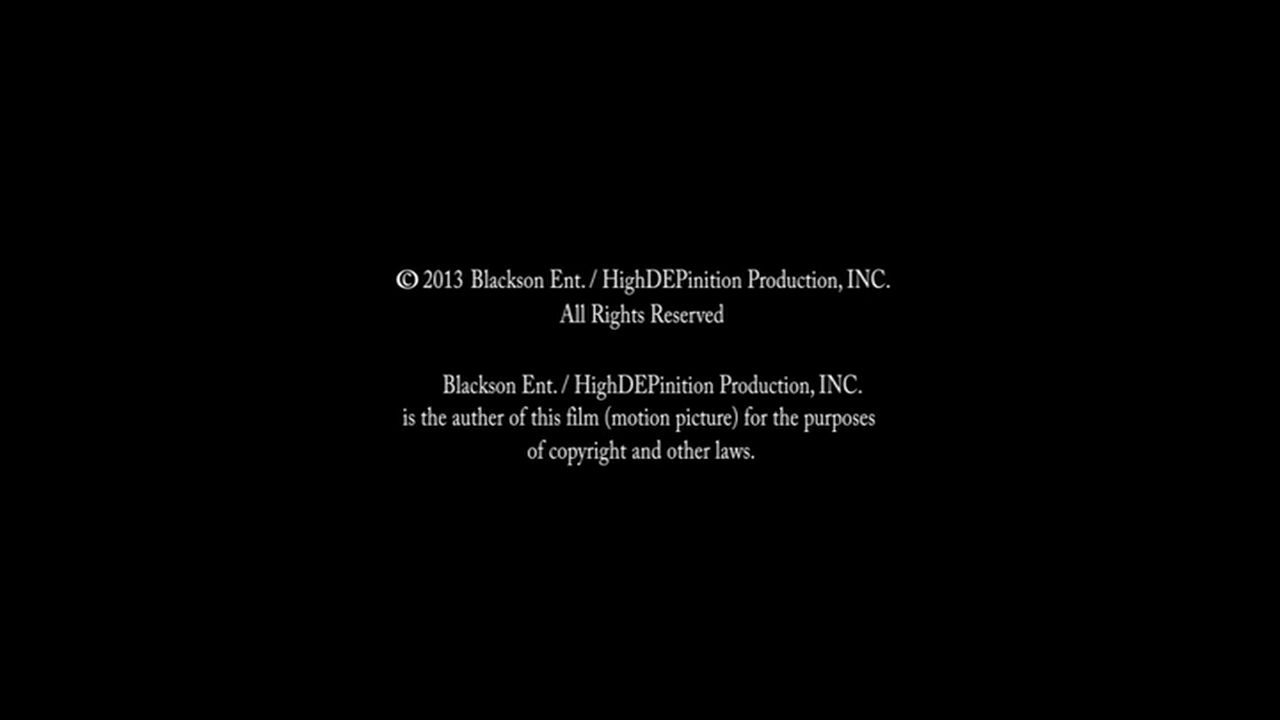 © 2013 Blackson Ent. / HighDEPinition Production, INC.
All Rights Reserved
Blackson Ent. / HighDEPinition Production, INC.
is the auther of this film (motion picture) for the purposes
of copyright and other laws.